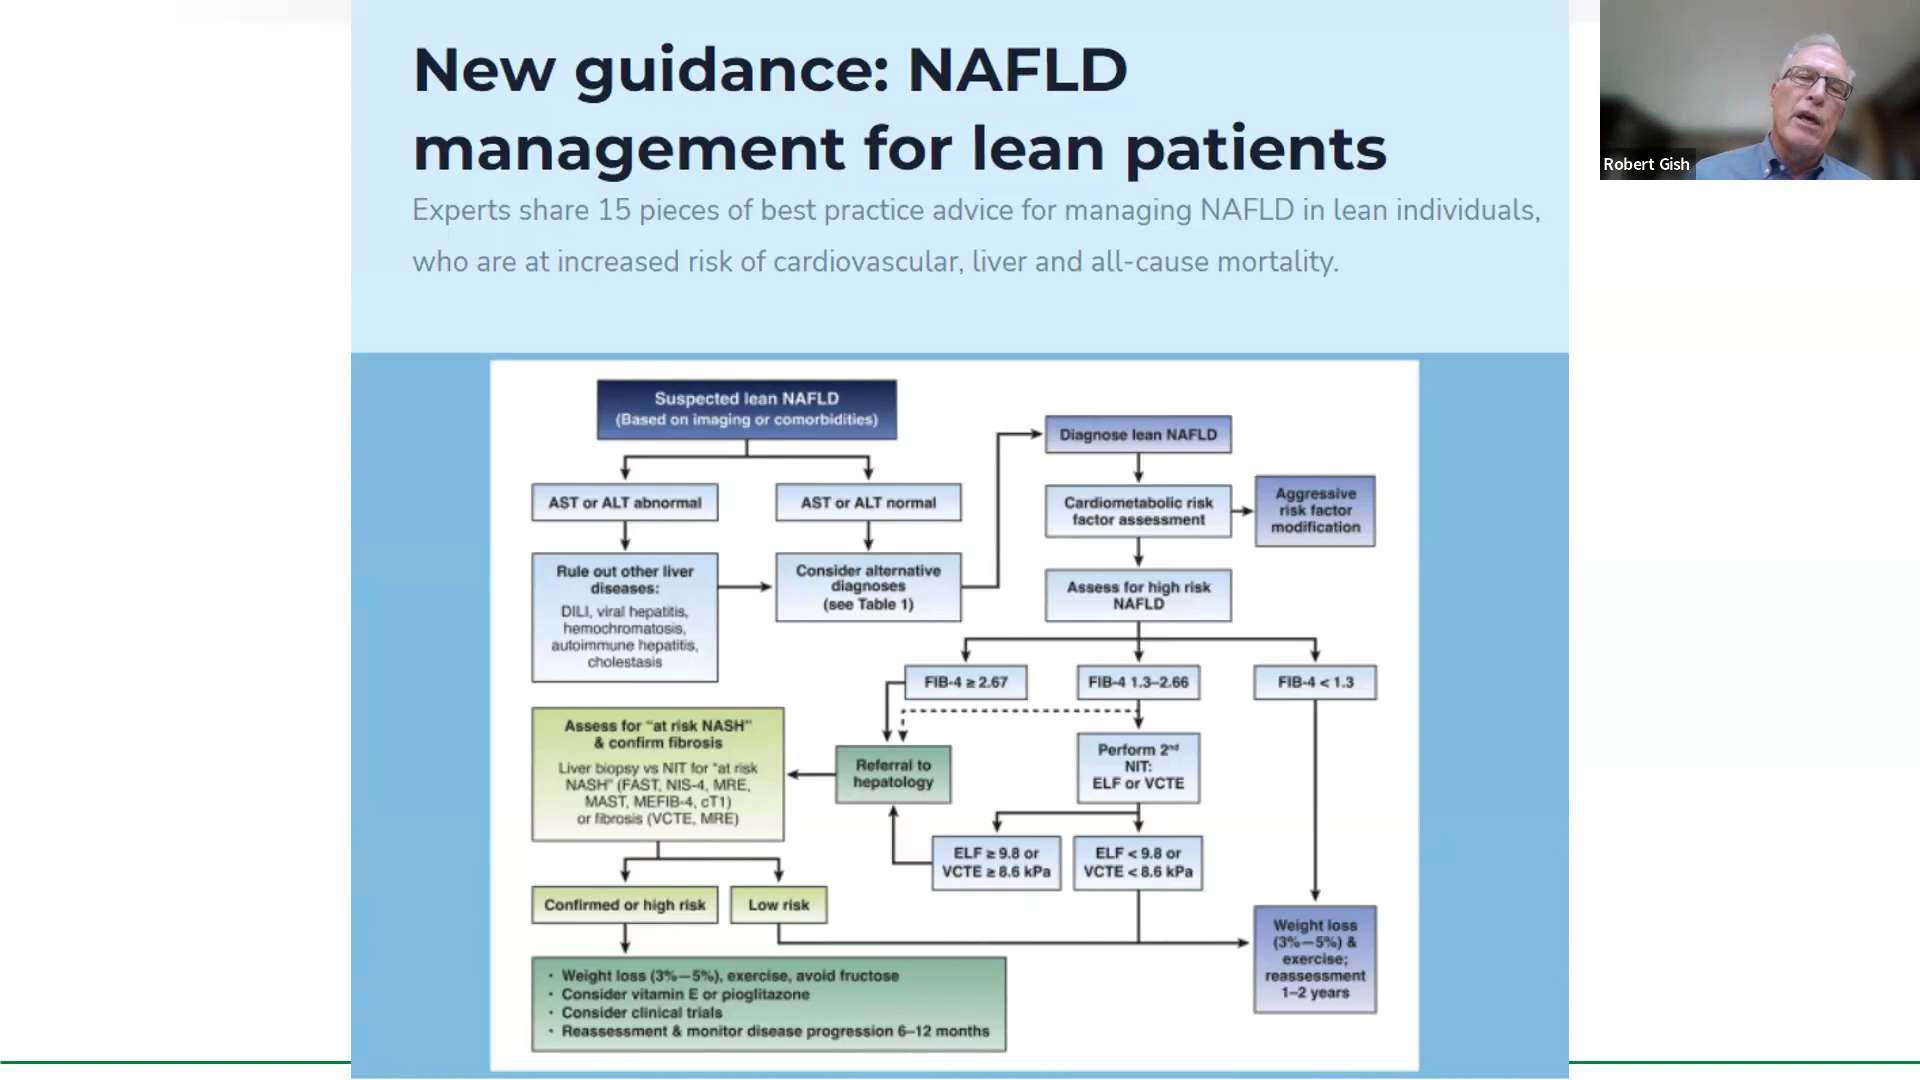 New guidance: NAFLD
management for lean patients
Experts share 15 pieces of best practice advice for managing NAFLD in lean individuals,
who are at increased risk of cardiovascular, liver and all-cause mortality.
Robert Gish
Suspected lean NAFLD
(Based on imaging or comorbidities)
AST or ALT abnormal
AST or ALT normal
Rule out other liver
diseases:
DILI, viral hepatitis,
hemochromatosis,
autoimmune hepatitis,
cholestasis
Consider alternative
diagnoses
(see Table 1)
Diagnose lean NAFLD
Cardiometabolic risk
factor assessment
Aggressive
risk factor
modification
Assess for high risk
NAFLD
FIB-4 ≥ 2.67
FIB-4 1.3–2.66
FIB-4 < 1.3
Perform 2nd
NIT:
ELF or VCTE
Referral to
hepatology
Assess for “at risk NASH”
& confirm fibrosis
Liver biopsy vs NIT for “at risk
NASH” (FAST, NIS-4, MRE,
MAST, MEFIB-4, cT1)
or fibrosis (VCTE, MRE)
ELF ≥ 9.8 or
VCTE ≥ 8.6 kPa
ELF < 9.8 or
VCTE < 8.6 kPa
Confirmed or high risk
Low risk
Weight loss
(3%—5%) &
exercise;
reassessment
1–2 years
· Weight loss (3%—5%), exercise, avoid fructose
· Consider vitamin E or pioglitazone
· Consider clinical trials
· Reassessment & monitor disease progression 6–12 months